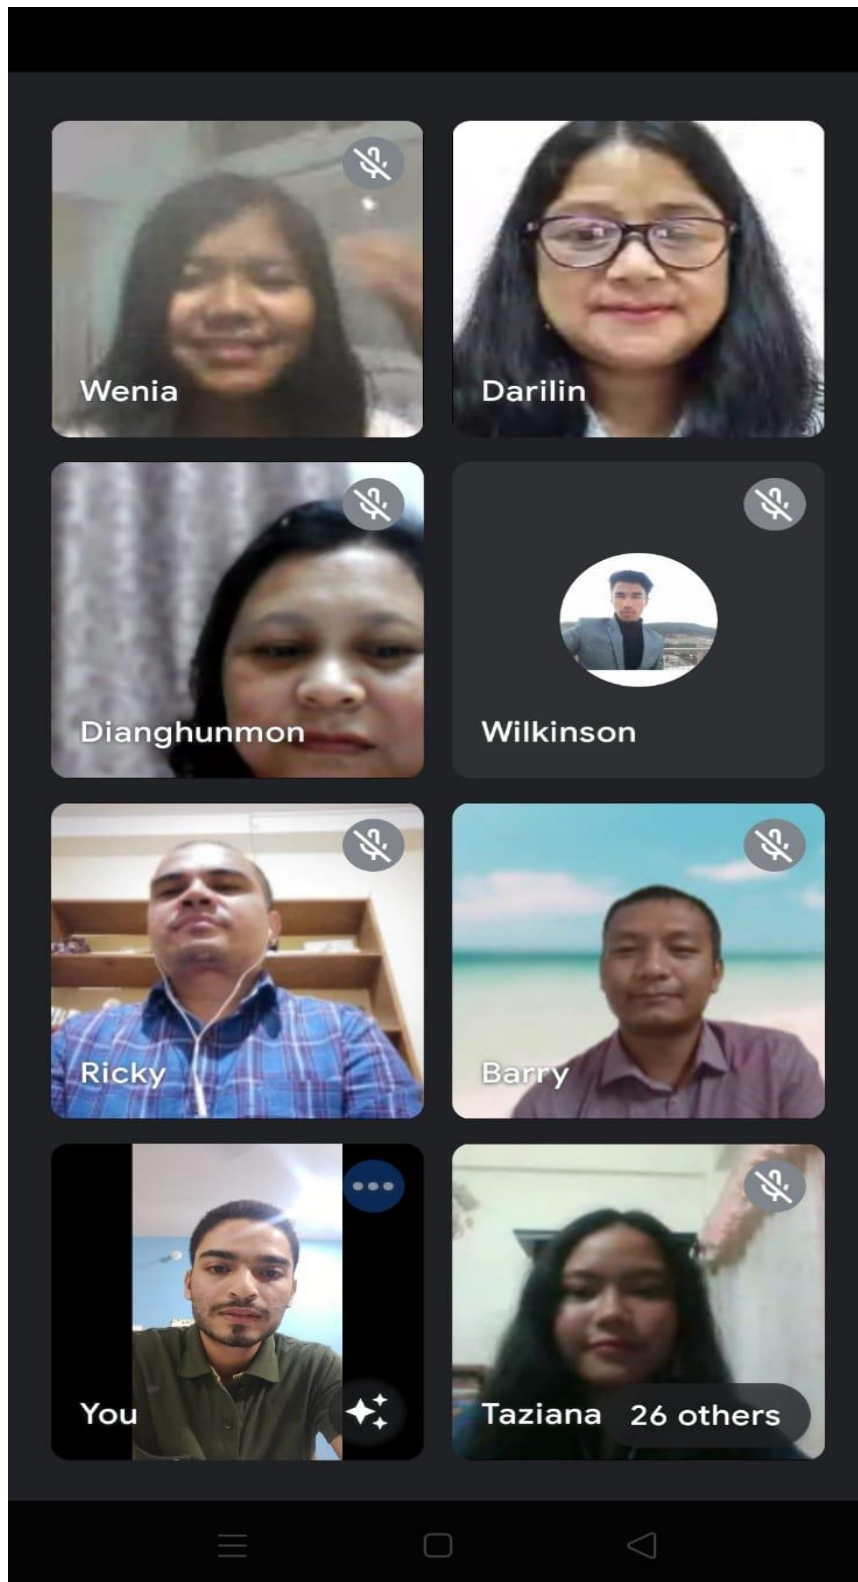 Wenia
Darilin
Dianghunmon
Wilkinson
Ricky
Barry
You
Taziana 26 others